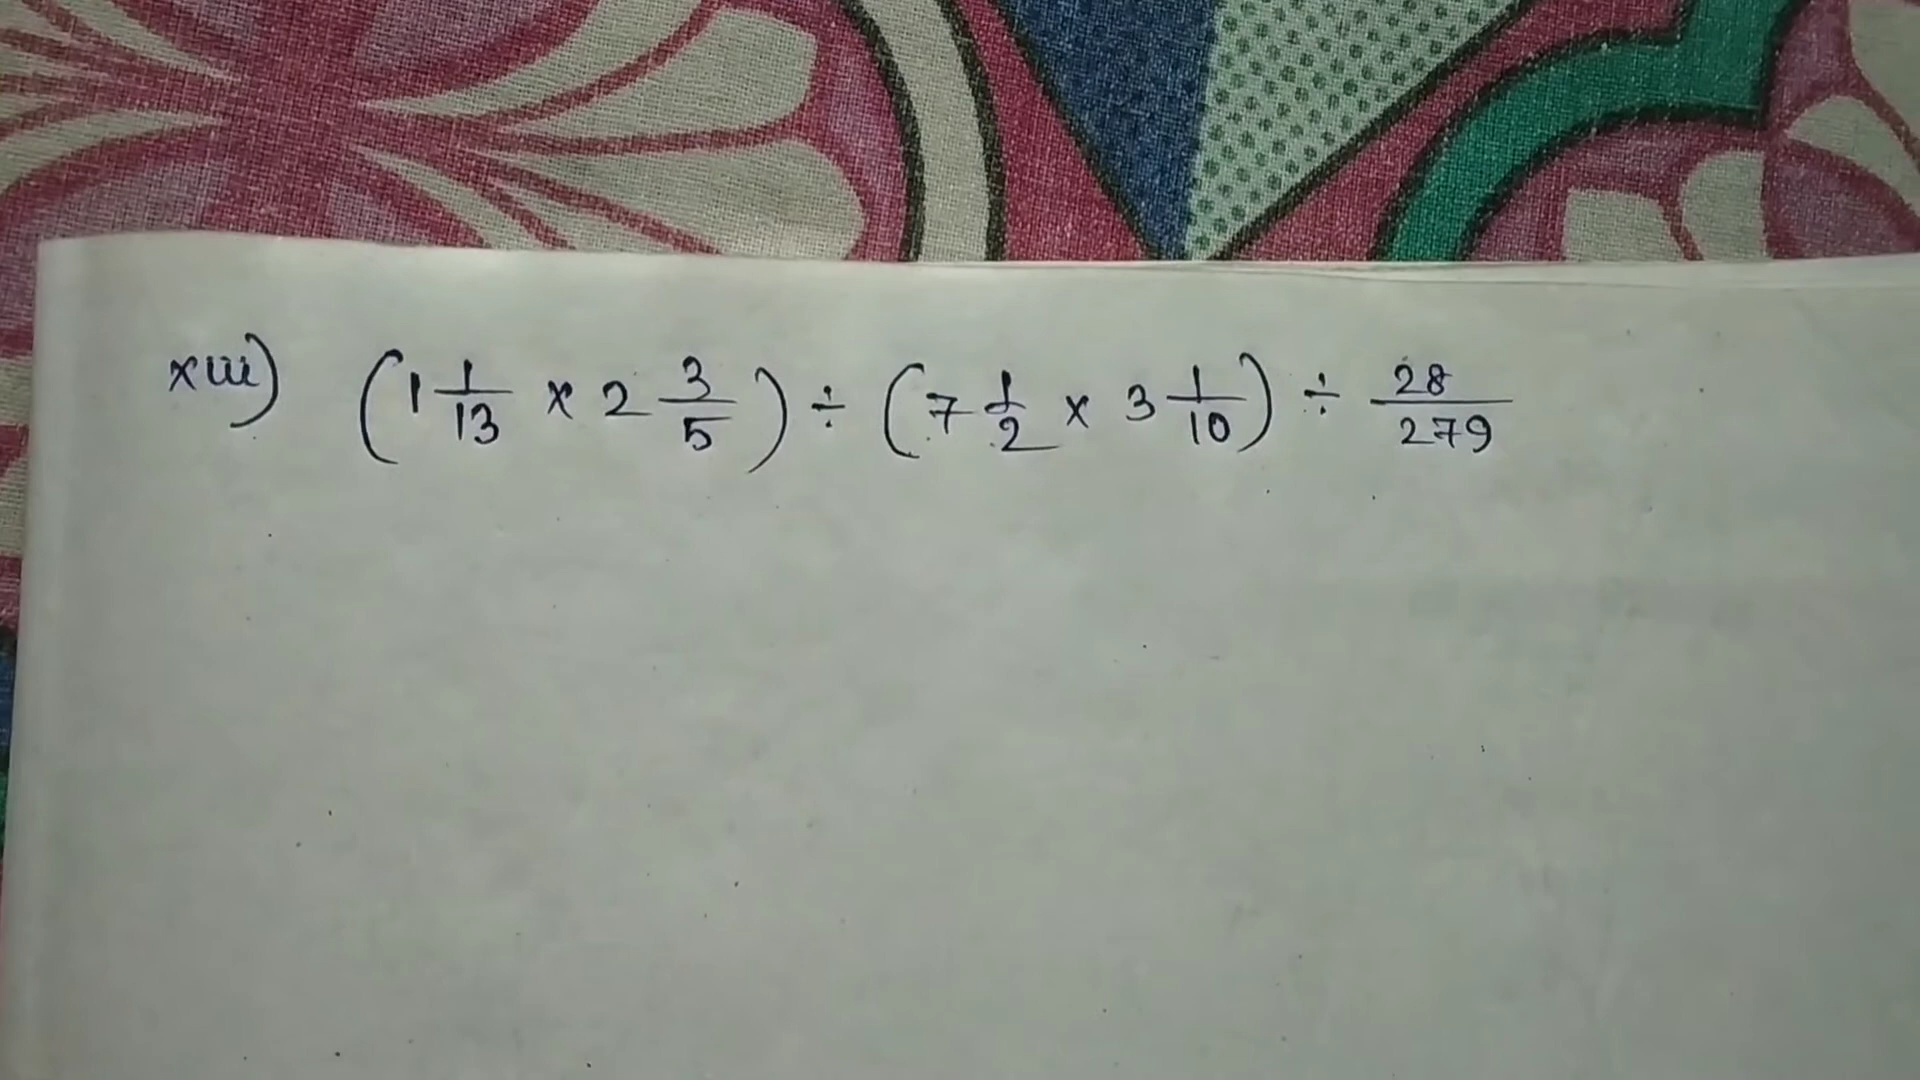 xiii) (1 1/13 × 2 3/5) ÷ (7 1/2 × 3 1/10) ÷ 28/279